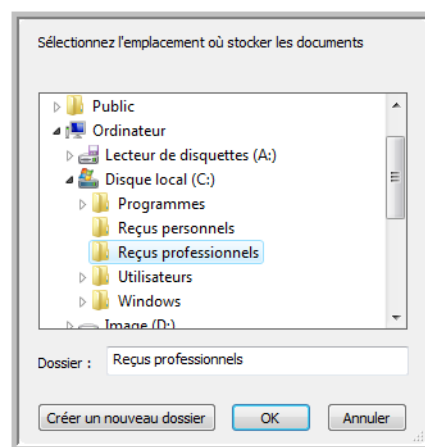 Sélectionnez l'emplacement où stocker les documents
Public
Ordinateur
Lecteur de disquettes (A:)
Disque local (C:)
Programmes
Reçus personnels
Reçus professionnels
Utilisateurs
Windows
Image (D:)
Dossier : Reçus professionnels
Créer un nouveau dossier OK Annuler